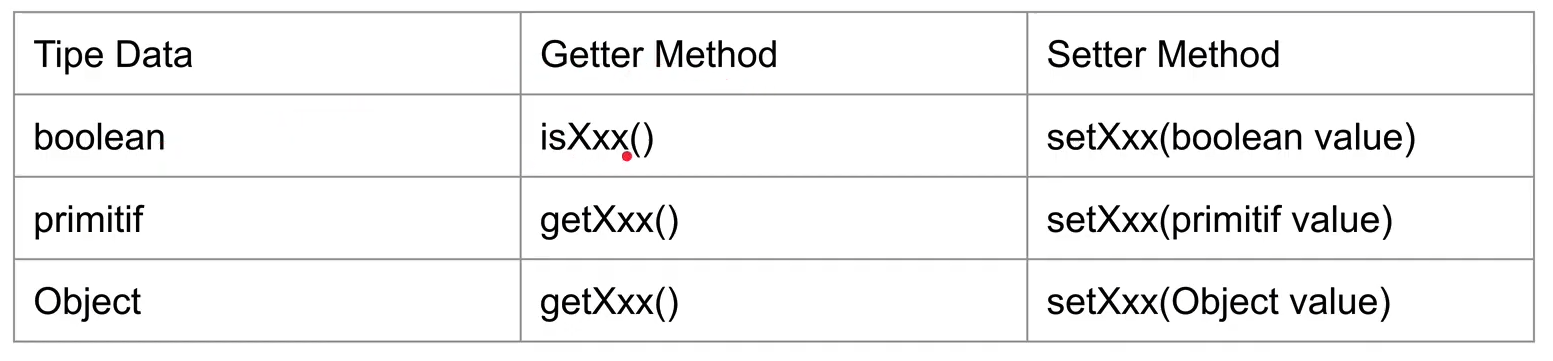 Tipe Data Getter Method Setter Method
boolean isXxx() setXxx(boolean value)
primitif getXxx() setXxx(primitif value)
Object getXxx() setXxx(Object value)